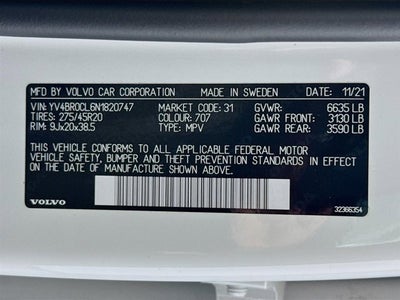 MFD BY VOLVO CAR CORPORATION MADE IN SWEDEN DATE: 11/21
VIN: YV4BR0CL6N1820747 MARKET CODE: 31 GVWR: 6635 LB
TIRES: 275/45R20 COLOUR: 707 GAWR FRONT: 3130 LB
RIM: 9Jx20x38.5 TYPE: MPV GAWR REAR: 3590 LB
THIS VEHICLE CONFORMS TO ALL APPLICABLE FEDERAL MOTOR
VEHICLE SAFETY, BUMPER AND THEFT PREVENTION STANDARDS IN EFFECT
ON THE DATE OF MANUFACTURE SHOWN ABOVE.
VOLVO 32366354